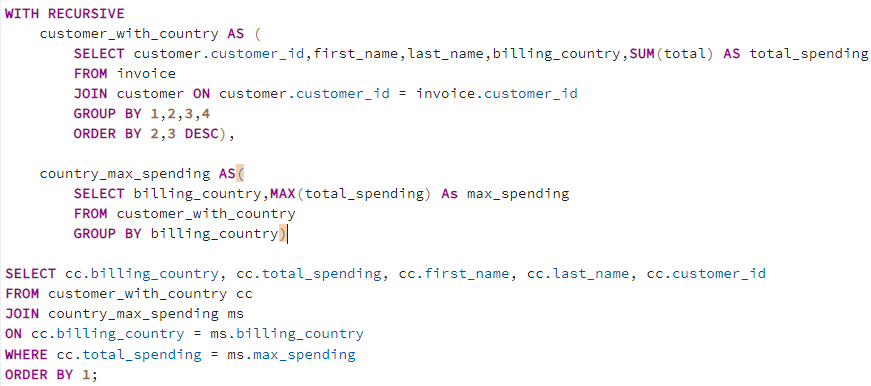 WITH RECURSIVE
customer_with_country AS (
SELECT customer.customer_id,first_name,last_name,billing_country,SUM(total) AS total_spending
FROM invoice
JOIN customer ON customer.customer_id = invoice.customer_id
GROUP BY 1,2,3,4
ORDER BY 2,3 DESC),
country_max_spending AS(
SELECT billing_country,MAX(total_spending) As max_spending
FROM customer_with_country
GROUP BY billing_country)
SELECT cc.billing_country, cc.total_spending, cc.first_name, cc.last_name, cc.customer_id
FROM customer_with_country cc
JOIN country_max_spending ms
ON cc.billing_country = ms.billing_country
WHERE cc.total_spending = ms.max_spending
ORDER BY 1;